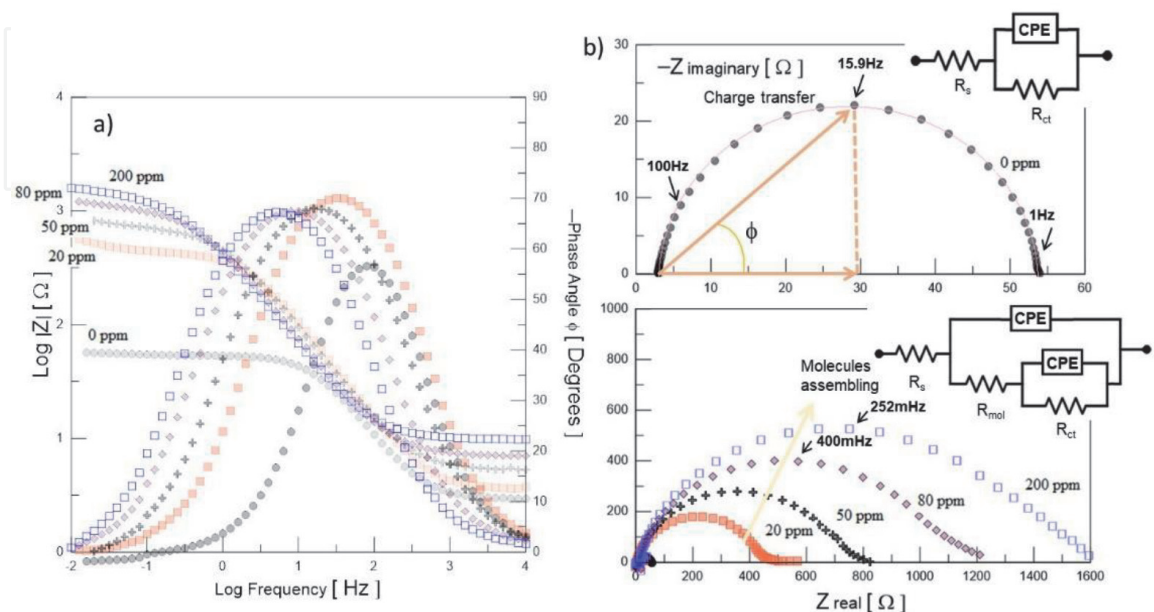 a)
Log |Z| [ Ω ]
4
3
2
1
0
200 ppm
80 ppm
50 ppm
20 ppm
0 ppm
-2 -1 0 1 2 3 4
Log Frequency [ Hz ]
90
80
70
60
50
40
30
20
10
0
−Phase Angle ϕ [ Degrees ]
b)
30
20
10
0
−Z imaginary [ Ω ]
15.9Hz
Charge transfer
100Hz
ϕ
0 ppm
1Hz
0 10 20 30 40 50 60
CPE
Rs
Rct
1000
800
600
400
200
0
Molecules
assembling
252mHz
400mHz
200 ppm
80 ppm
50 ppm
20 ppm
0 200 400 600 800 1000 1200 1400 1600
Z real [ Ω ]
CPE
Rs
CPE
Rmol
Rct